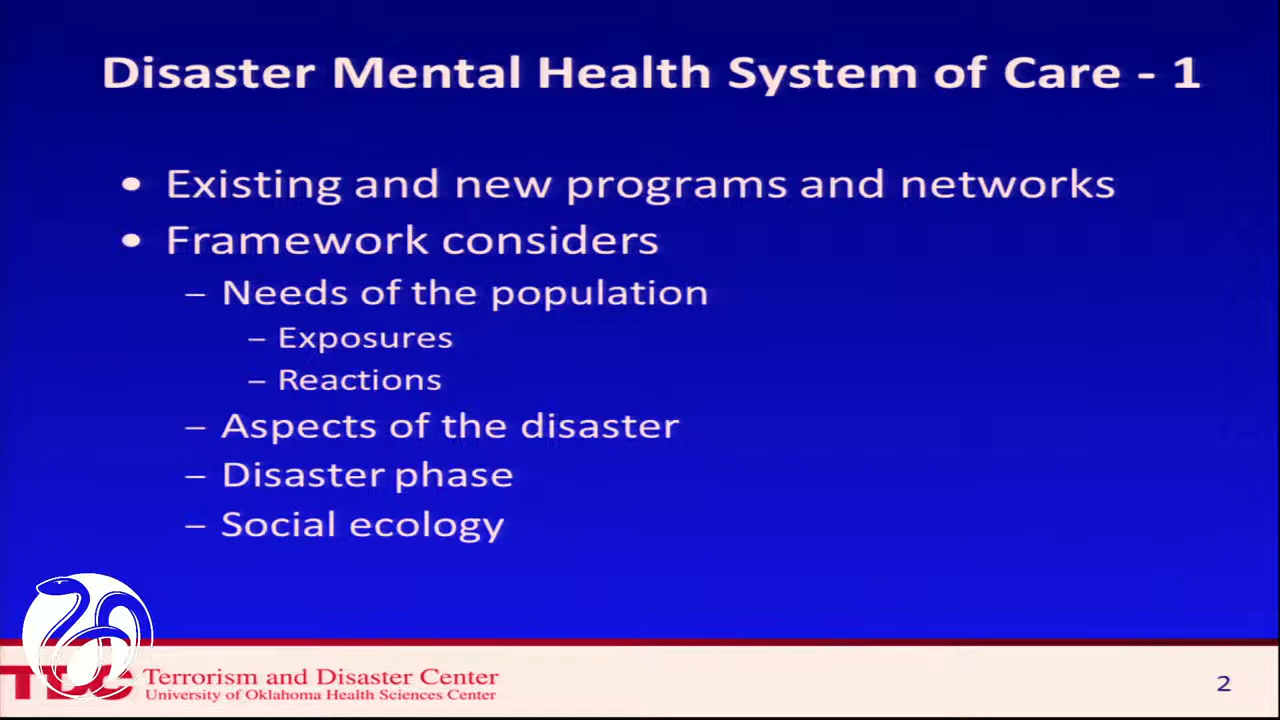 Disaster Mental Health System of Care - 1
• Existing and new programs and networks
• Framework considers
– Needs of the population
– Exposures
– Reactions
– Aspects of the disaster
– Disaster phase
– Social ecology
Terrorism and Disaster Center
University of Oklahoma Health Sciences Center
2